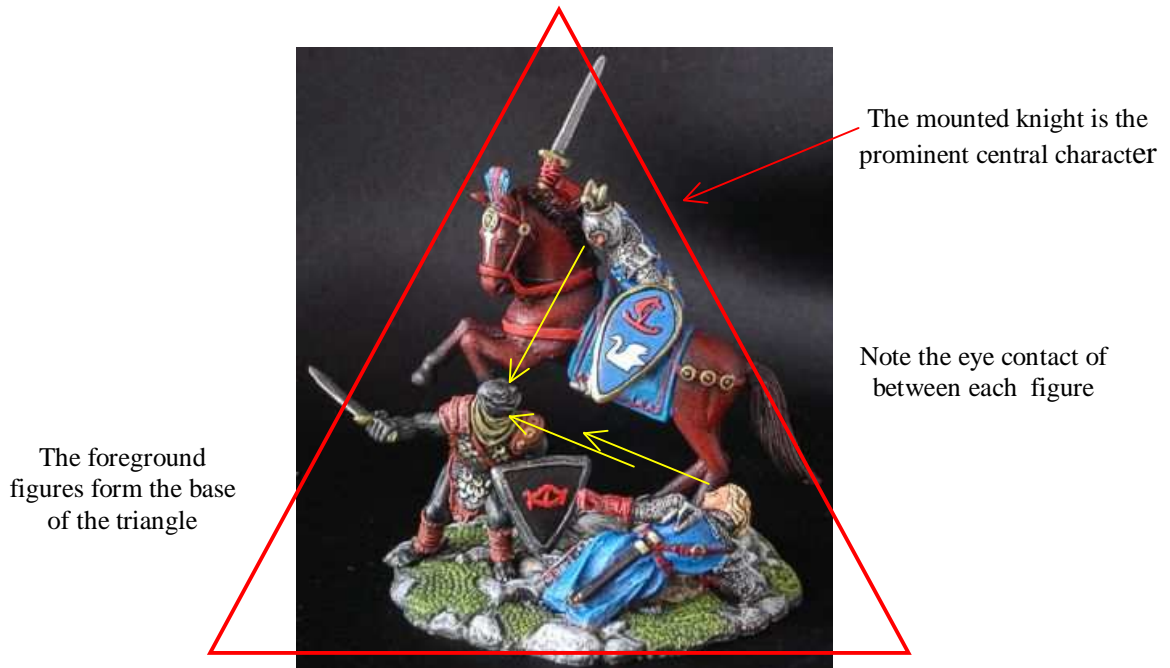 The mounted knight is the
prominent central character
Note the eye contact of
between each figure
The foreground
figures form the base
of the triangle